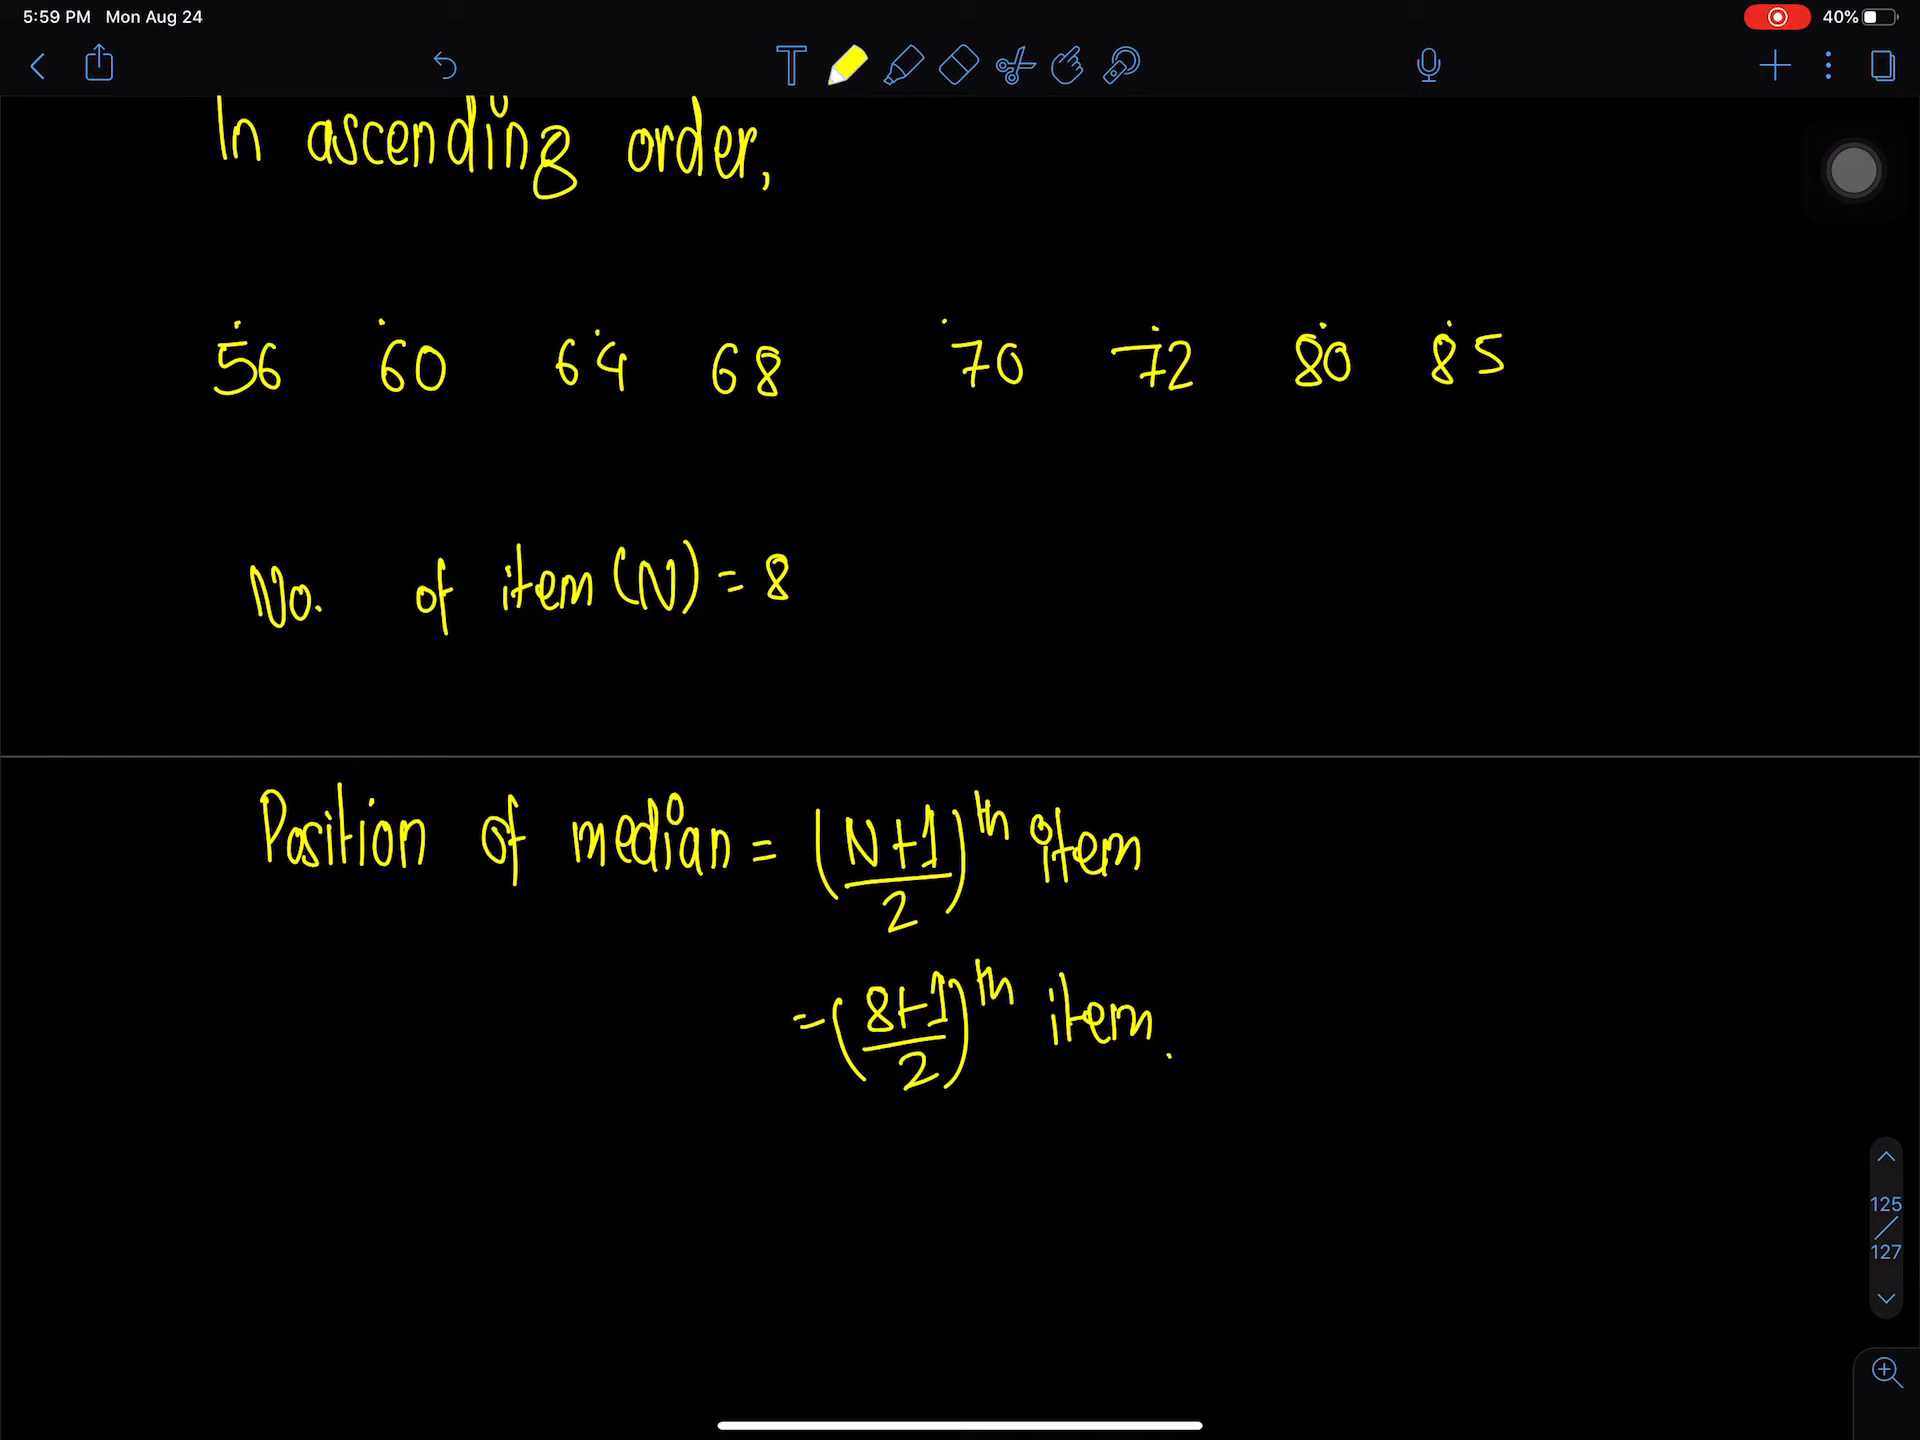 5:59 PM Mon Aug 24
40%
In ascending order,
56 60 64 68 70 72 80 85
No. of item (N) = 8
Position of median = (N+1/2)th item
= (8+1/2)th item.
125
127